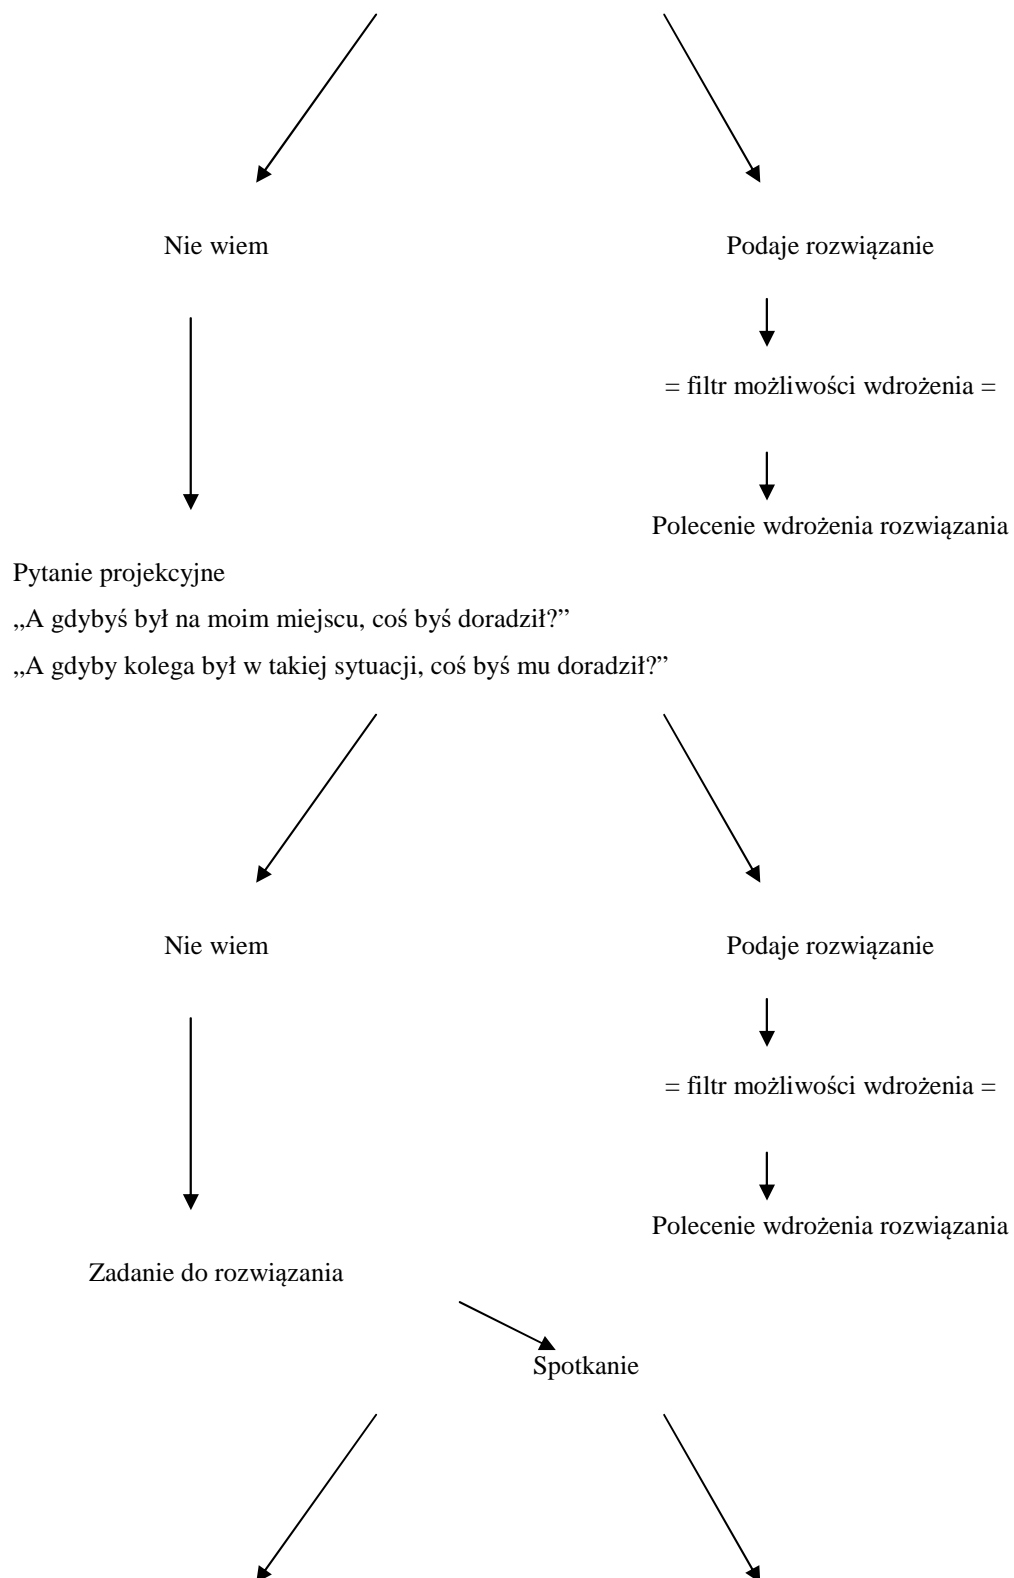 Nie wiem
Podaje rozwiązanie
= filtr możliwości wdrożenia =
Polecenie wdrożenia rozwiązania
Pytanie projekcyjne
„A gdybyś był na moim miejscu, coś byś doradził?”
„A gdyby kolega był w takiej sytuacji, coś byś mu doradził?”
Nie wiem
Podaje rozwiązanie
= filtr możliwości wdrożenia =
Polecenie wdrożenia rozwiązania
Zadanie do rozwiązania
Spotkanie